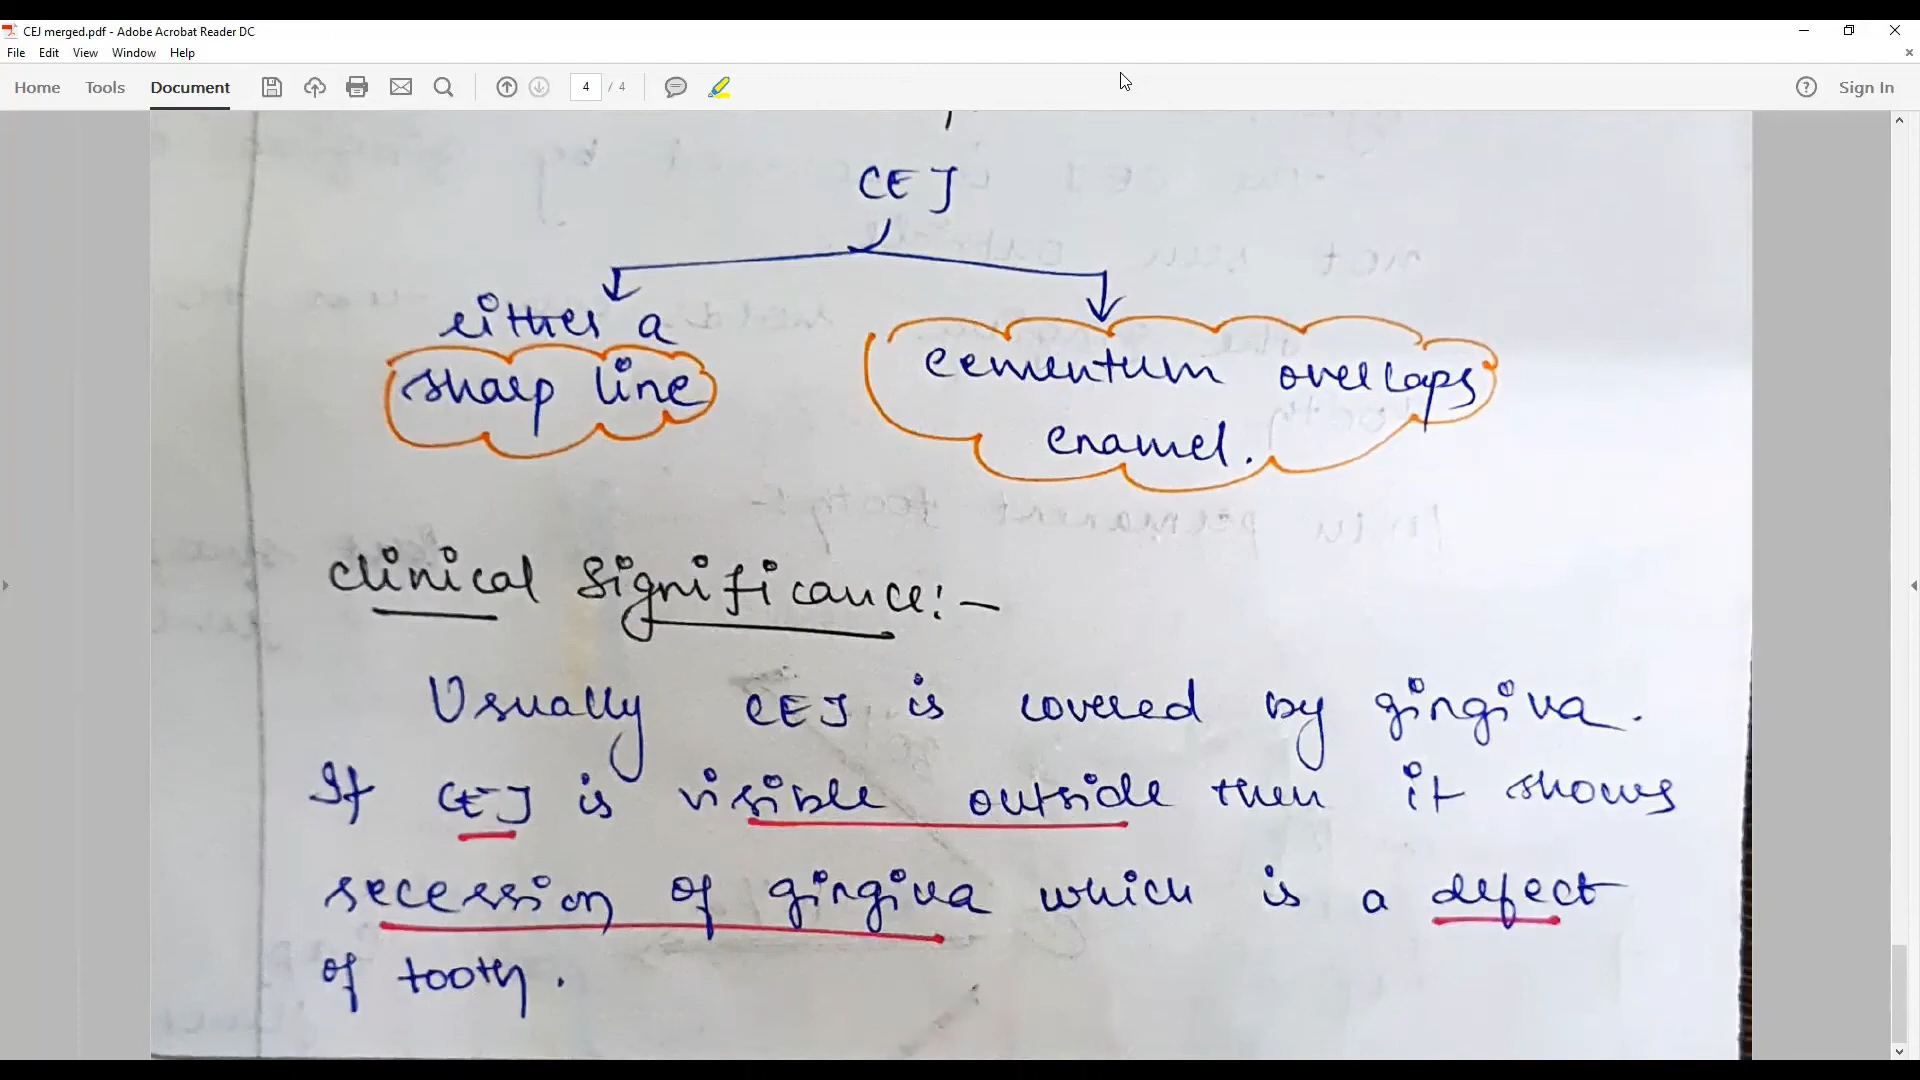 CEJ merged.pdf - Adobe Acrobat Reader DC
File Edit View Window Help
Home Tools Document 4 / 4 Sign In
CEJ
either a
sharp line
cementum overlaps
enamel.
Clinical Significance:-
Usually CEJ is covered by gingiva.
If CEJ is visible outside then it shows
recession of gingiva which is a defect
of tooth.